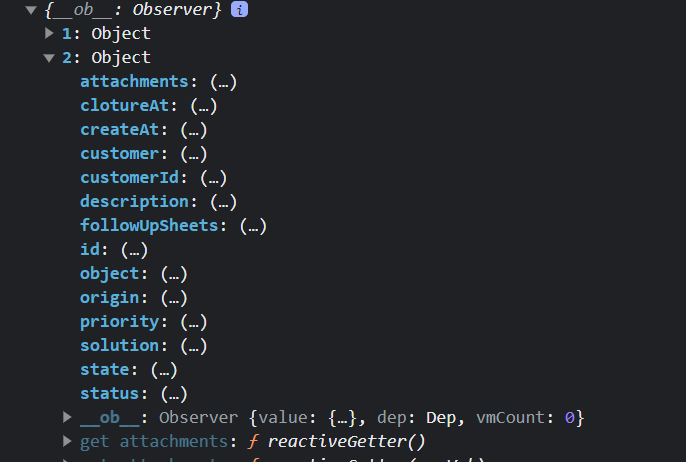 ▼ {__ob__: Observer} i
▶ 1: Object
▼ 2: Object
attachments: (…)
clotureAt: (…)
createAt: (…)
customer: (…)
customerId: (…)
description: (…)
followUpSheets: (…)
id: (…)
object: (…)
origin: (…)
priority: (…)
solution: (…)
state: (…)
status: (…)
▶ __ob__: Observer {value: {…}, dep: Dep, vmCount: 0}
▶ get attachments: ƒ reactiveGetter()